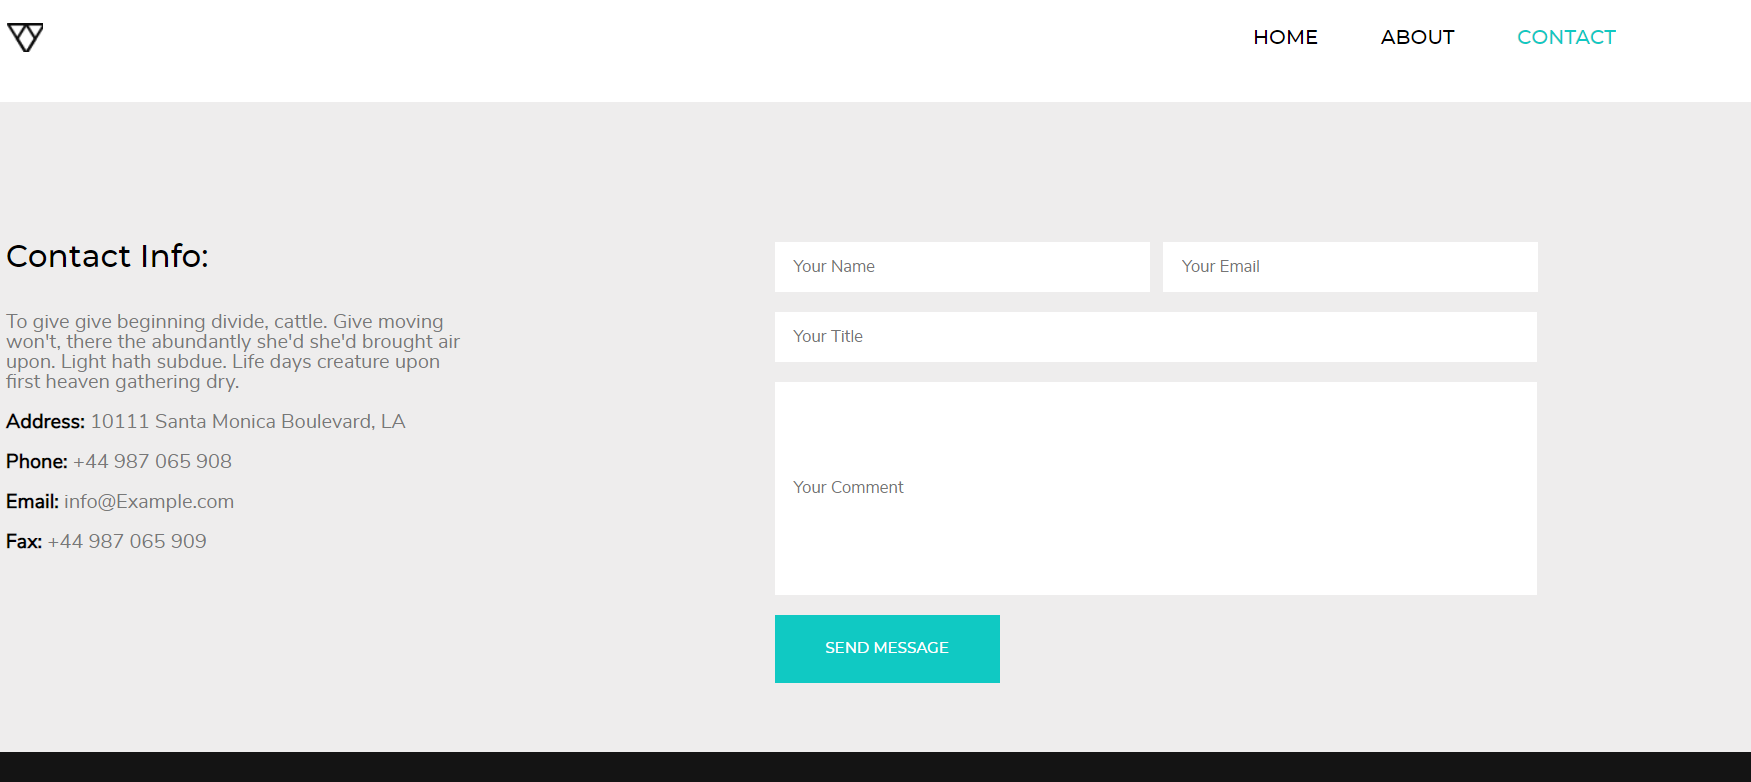 HOME ABOUT CONTACT
Contact Info:
To give give beginning divide, cattle. Give moving
won't, there the abundantly she'd she'd brought air
upon. Light hath subdue. Life days creature upon
first heaven gathering dry.
Address: 10111 Santa Monica Boulevard, LA
Phone: +44 987 065 908
Email: info@Example.com
Fax: +44 987 065 909
Your Name
Your Email
Your Title
Your Comment
SEND MESSAGE